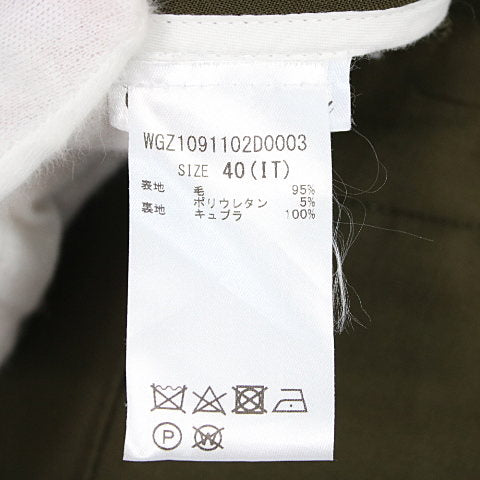 WGZ1091102D0003
SIZE 40(IT)
表地 毛 95%
ポリウレタン 5%
裏地 キュプラ 100%
P W